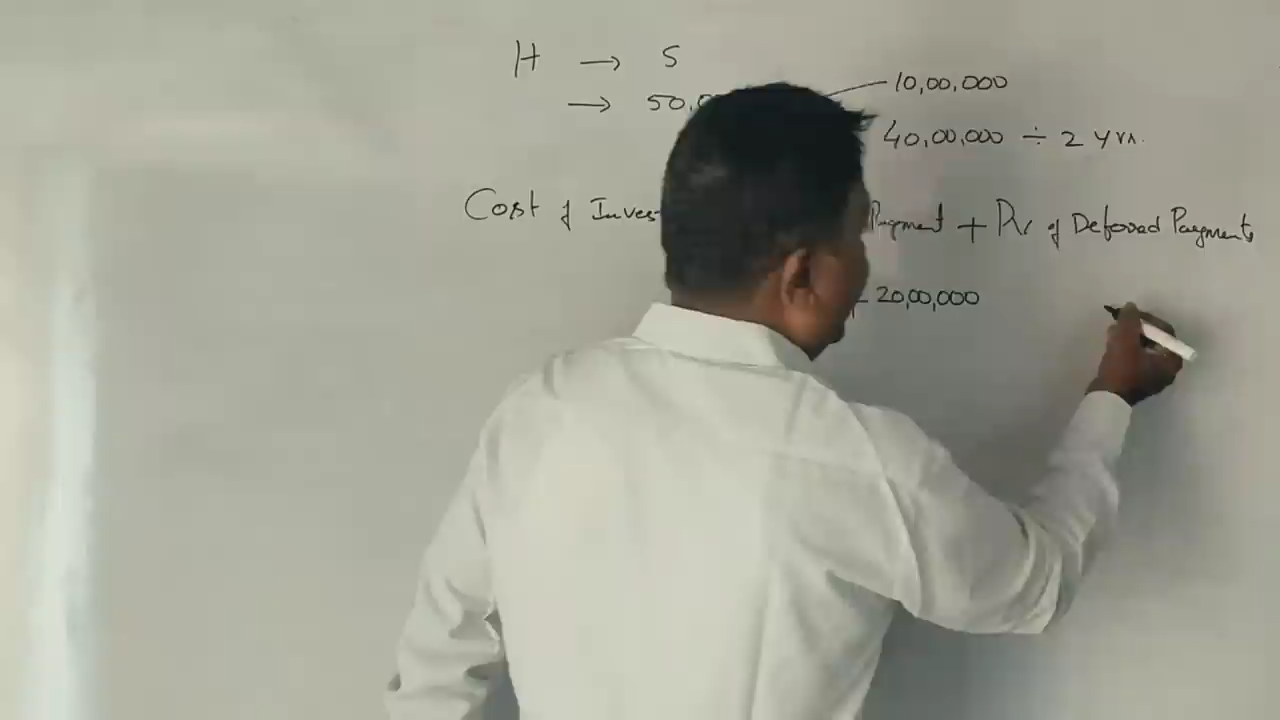 H → S
→ 50,0 10,00,000
40,00,000 ÷ 2 yrs.
Cost of Inves Payment + Pv of Deferred Payments
+ 20,00,000